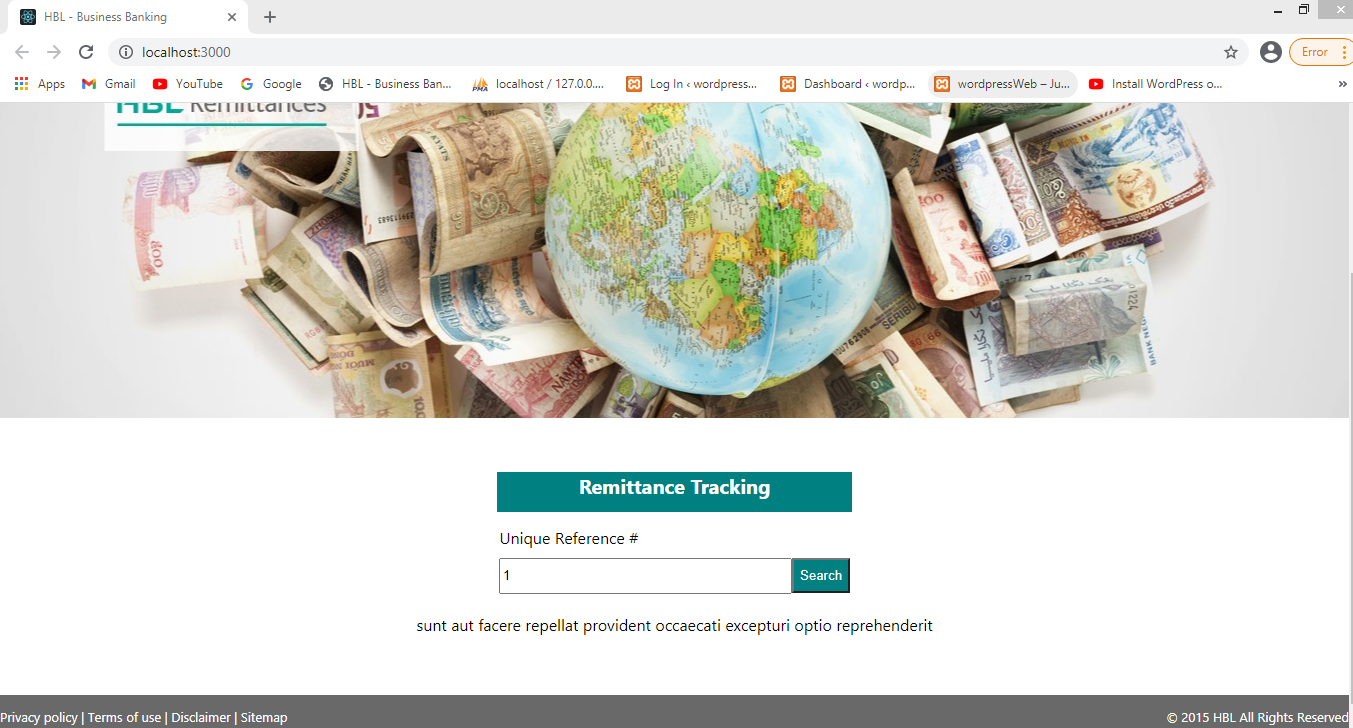 HBL - Business Banking
localhost:3000
Error
Apps
Gmail
YouTube
Google
HBL - Business Ban...
localhost / 127.0.0....
Log In ‹ wordpress...
Dashboard ‹ wordp...
wordpressWeb – Ju...
Install WordPress o...
»
HBL Remittances
Remittance Tracking
Unique Reference #
1
Search
sunt aut facere repellat provident occaecati excepturi optio reprehenderit
Privacy policy | Terms of use | Disclaimer | Sitemap
© 2015 HBL All Rights Reserved